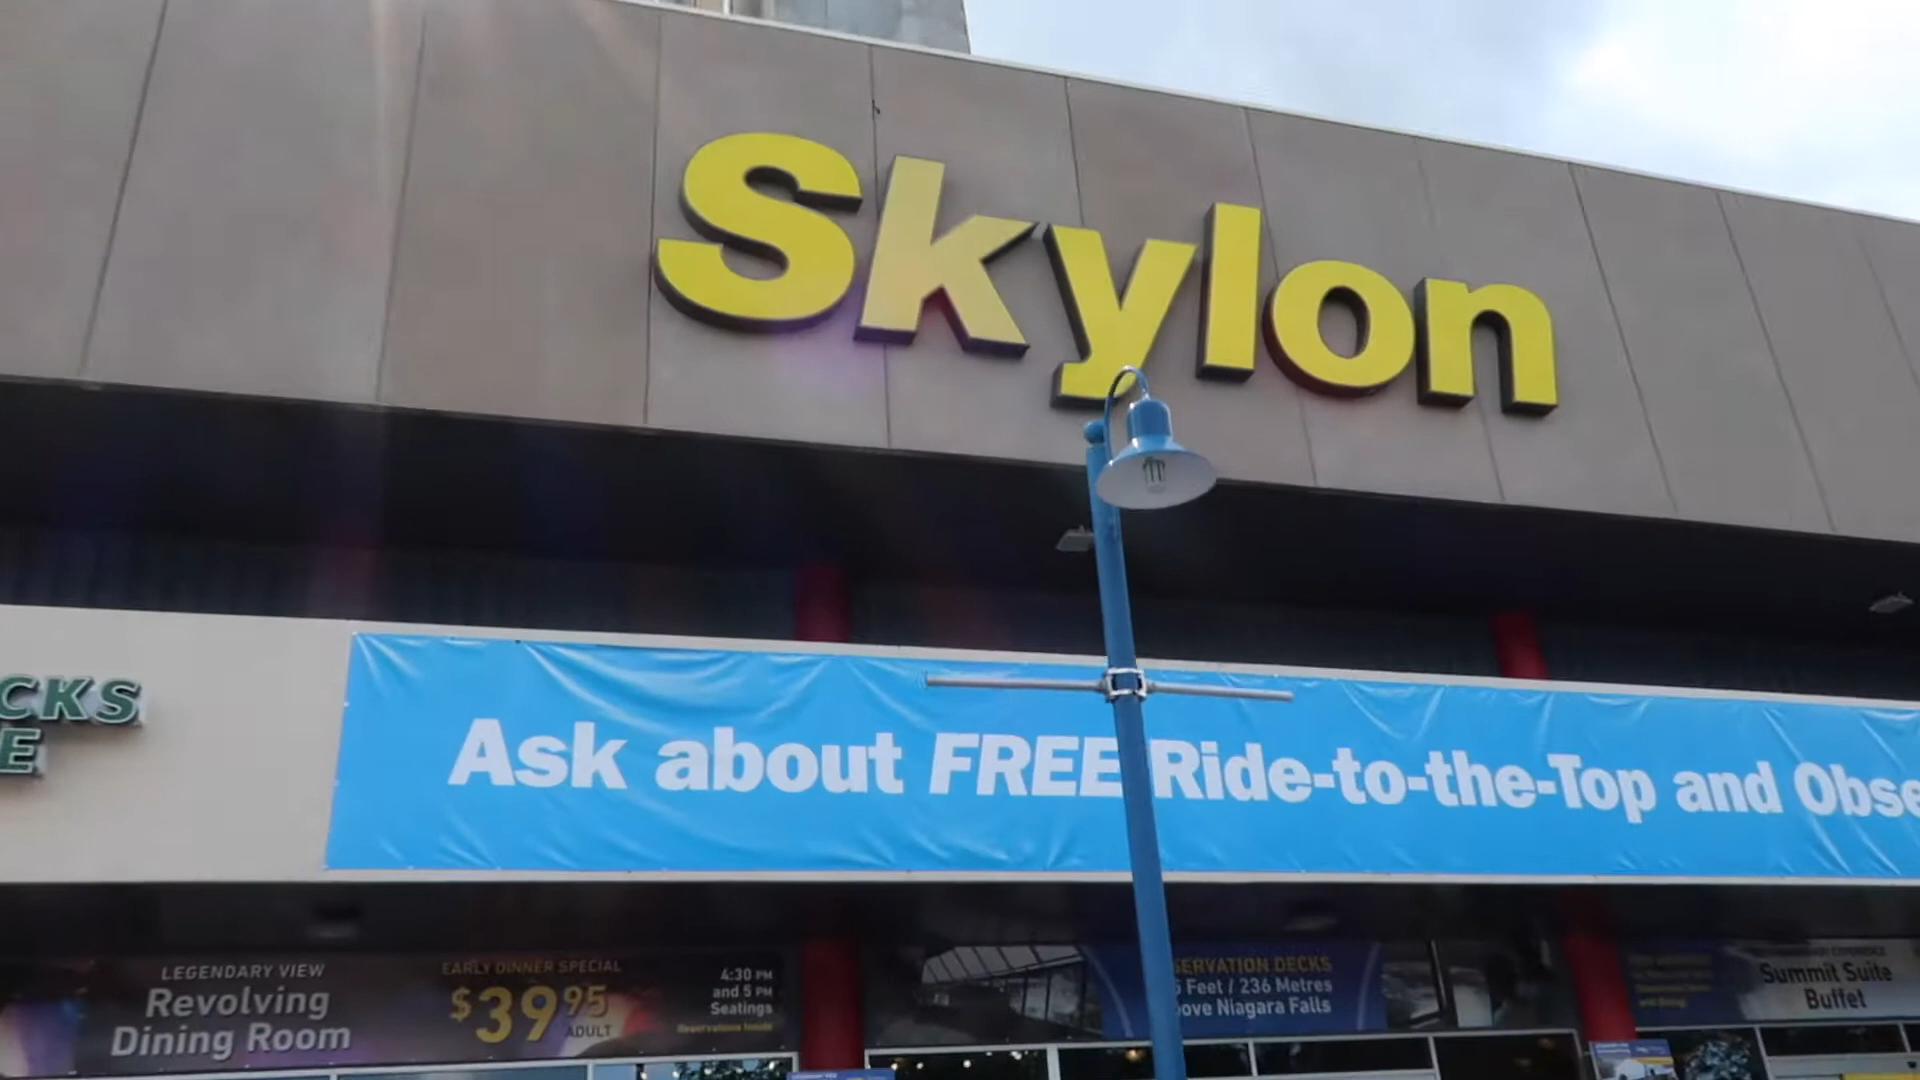 Skylon
CKS
E
Ask about FREE Ride-to-the-Top and Obse
LEGENDARY VIEW
Revolving
Dining Room
EARLY DINNER SPECIAL
$39.95
ADULT
4:30 PM
and 5 PM
Seatings
Reservations Inside
SERVATION DECKS
5 Feet / 236 Metres
ove Niagara Falls
Summit Suite
Buffet